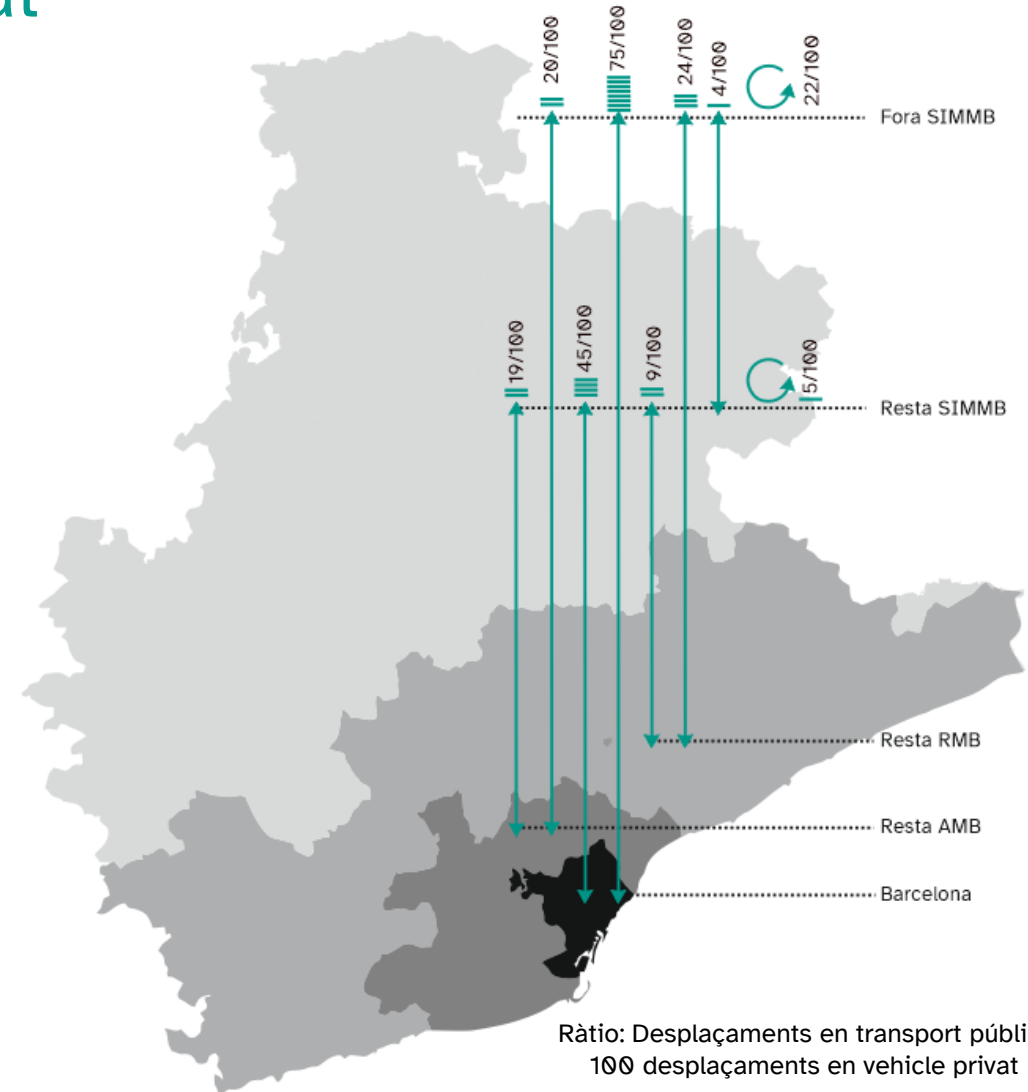 20/100
75/100
24/100
4/100
22/100
Fora SIMMB
19/100
45/100
9/100
5/100
Resta SIMMB
Resta RMB
Resta AMB
Barcelona
Ràtio: Desplaçaments en transport públi
100 desplaçaments en vehicle privat